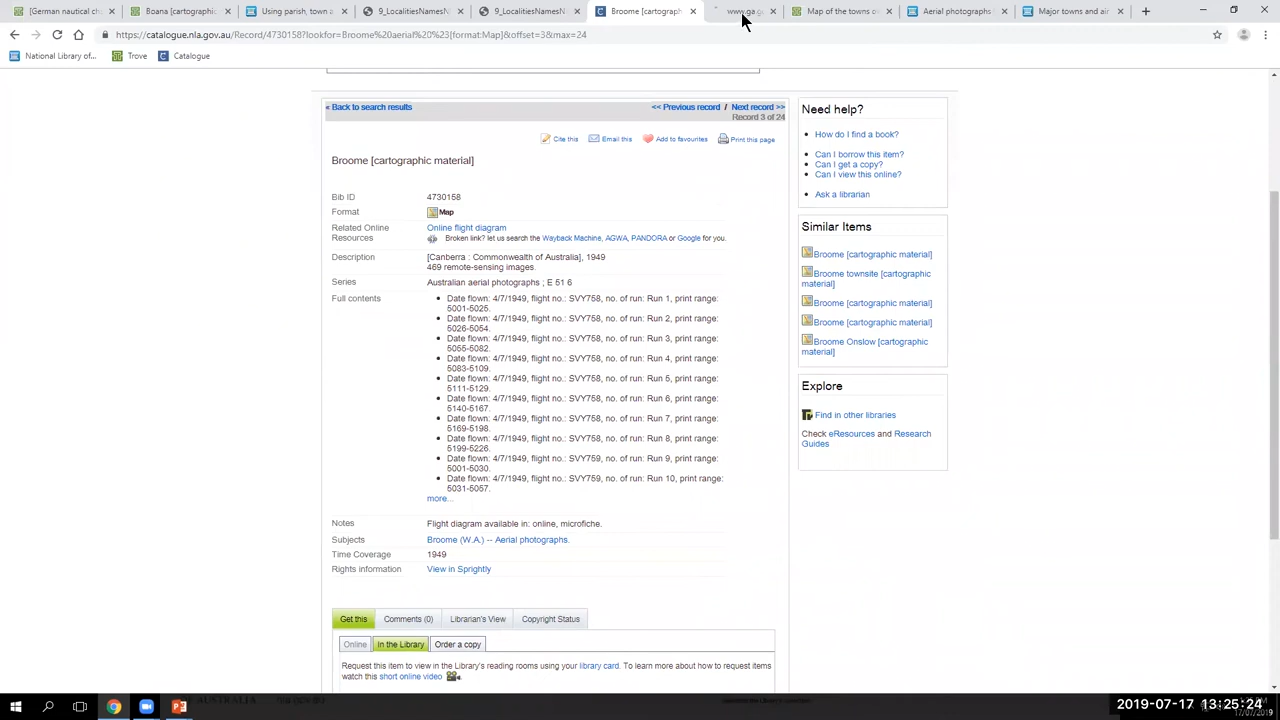 [German nautical cha
Boana [cartographic
Using parish, town a
9_LocalitiesNamesN
9_LocalitiesNamesN
Broome [cartograph
www.ga.g
Map of the towns o
Aerial photographs
Major towns and air
https://catalogue.nla.gov.au/Record/4730158?lookfor=Broome%20aerial%20%23[format:Map]&offset=3&max=24
National Library of...
Trove
Catalogue
« Back to search results
<< Previous record / Next record >>
Record 3 of 24
Cite this
Email this
Add to favourites
Print this page
Broome [cartographic material]
Bib ID 4730158
Format Map
Related Online Resources
Online flight diagram
Broken link? let us search the Wayback Machine, AGWA, PANDORA or Google for you.
Description [Canberra : Commonwealth of Australia], 1949
469 remote-sensing images.
Series Australian aerial photographs ; E 51 6
Full contents
• Date flown: 4/7/1949, flight no.: SVY758, no. of run: Run 1, print range:
5001-5025.
• Date flown: 4/7/1949, flight no.: SVY758, no. of run: Run 2, print range:
5026-5054.
• Date flown: 4/7/1949, flight no.: SVY758, no. of run: Run 3, print range:
5055-5082.
• Date flown: 4/7/1949, flight no.: SVY758, no. of run: Run 4, print range:
5083-5109.
• Date flown: 4/7/1949, flight no.: SVY758, no. of run: Run 5, print range:
5111-5129.
• Date flown: 4/7/1949, flight no.: SVY758, no. of run: Run 6, print range:
5140-5167.
• Date flown: 4/7/1949, flight no.: SVY758, no. of run: Run 7, print range:
5169-5198.
• Date flown: 4/7/1949, flight no.: SVY758, no. of run: Run 8, print range:
5199-5226.
• Date flown: 4/7/1949, flight no.: SVY759, no. of run: Run 9, print range:
5001-5030.
• Date flown: 4/7/1949, flight no.: SVY759, no. of run: Run 10, print range:
5031-5057.
more...
Notes Flight diagram available in: online, microfiche.
Subjects Broome (W.A.) -- Aerial photographs.
Time Coverage 1949
Rights information View in Sprightly
Get this
Comments (0)
Librarian's View
Copyright Status
Online
In the Library
Order a copy
Request this item to view in the Library's reading rooms using your library card. To learn more about how to request items
watch this short online video
Need help?
• How do I find a book?
• Can I borrow this item?
• Can I get a copy?
• Can I view this online?
• Ask a librarian
Similar Items
Broome [cartographic material]
Broome townsite [cartographic
material]
Broome [cartographic material]
Broome [cartographic material]
Broome Onslow [cartographic
material]
Explore
Find in other libraries
Check eResources and Research
Guides
2019-07-17 13:25:24
17/07/2019